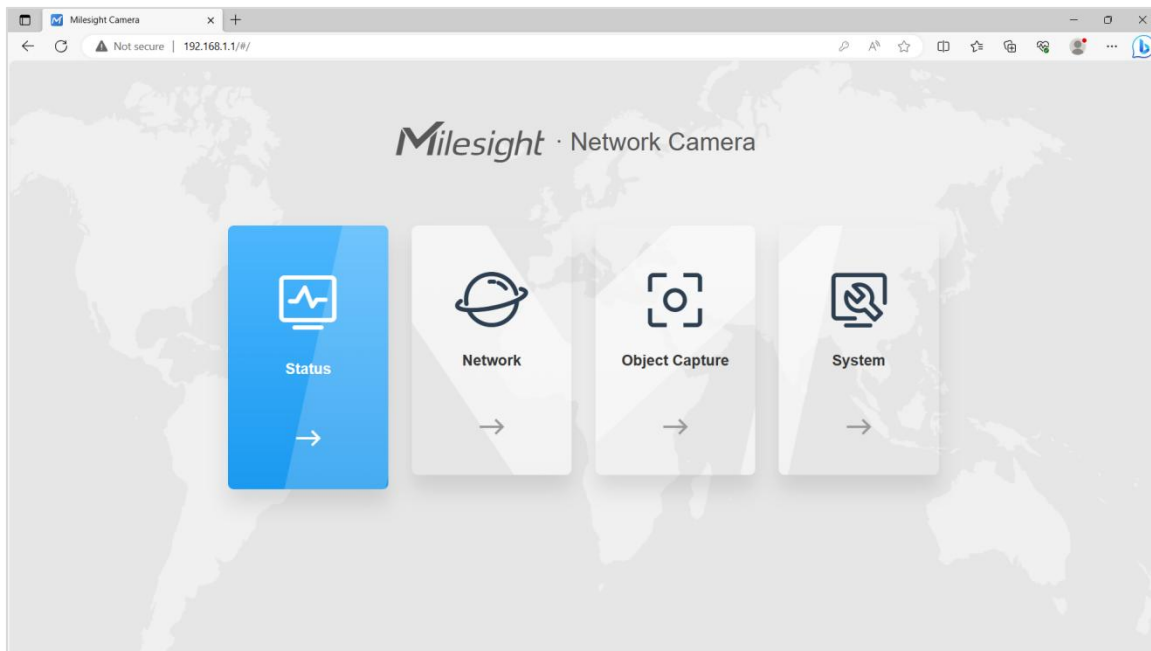 Milesight Camera
Not secure | 192.168.1.1/#/
Milesight · Network Camera
Status
Network
Object Capture
System